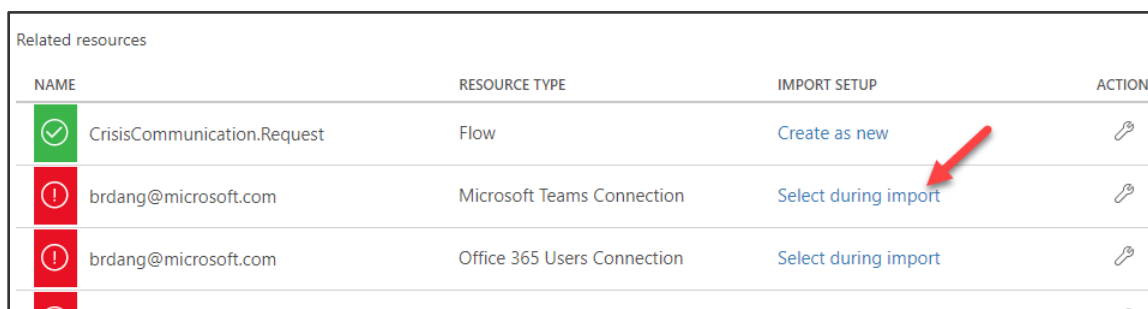 Related resources
NAME RESOURCE TYPE IMPORT SETUP ACTION
CrisisCommunication.Request Flow Create as new
brdang@microsoft.com Microsoft Teams Connection Select during import
brdang@microsoft.com Office 365 Users Connection Select during import